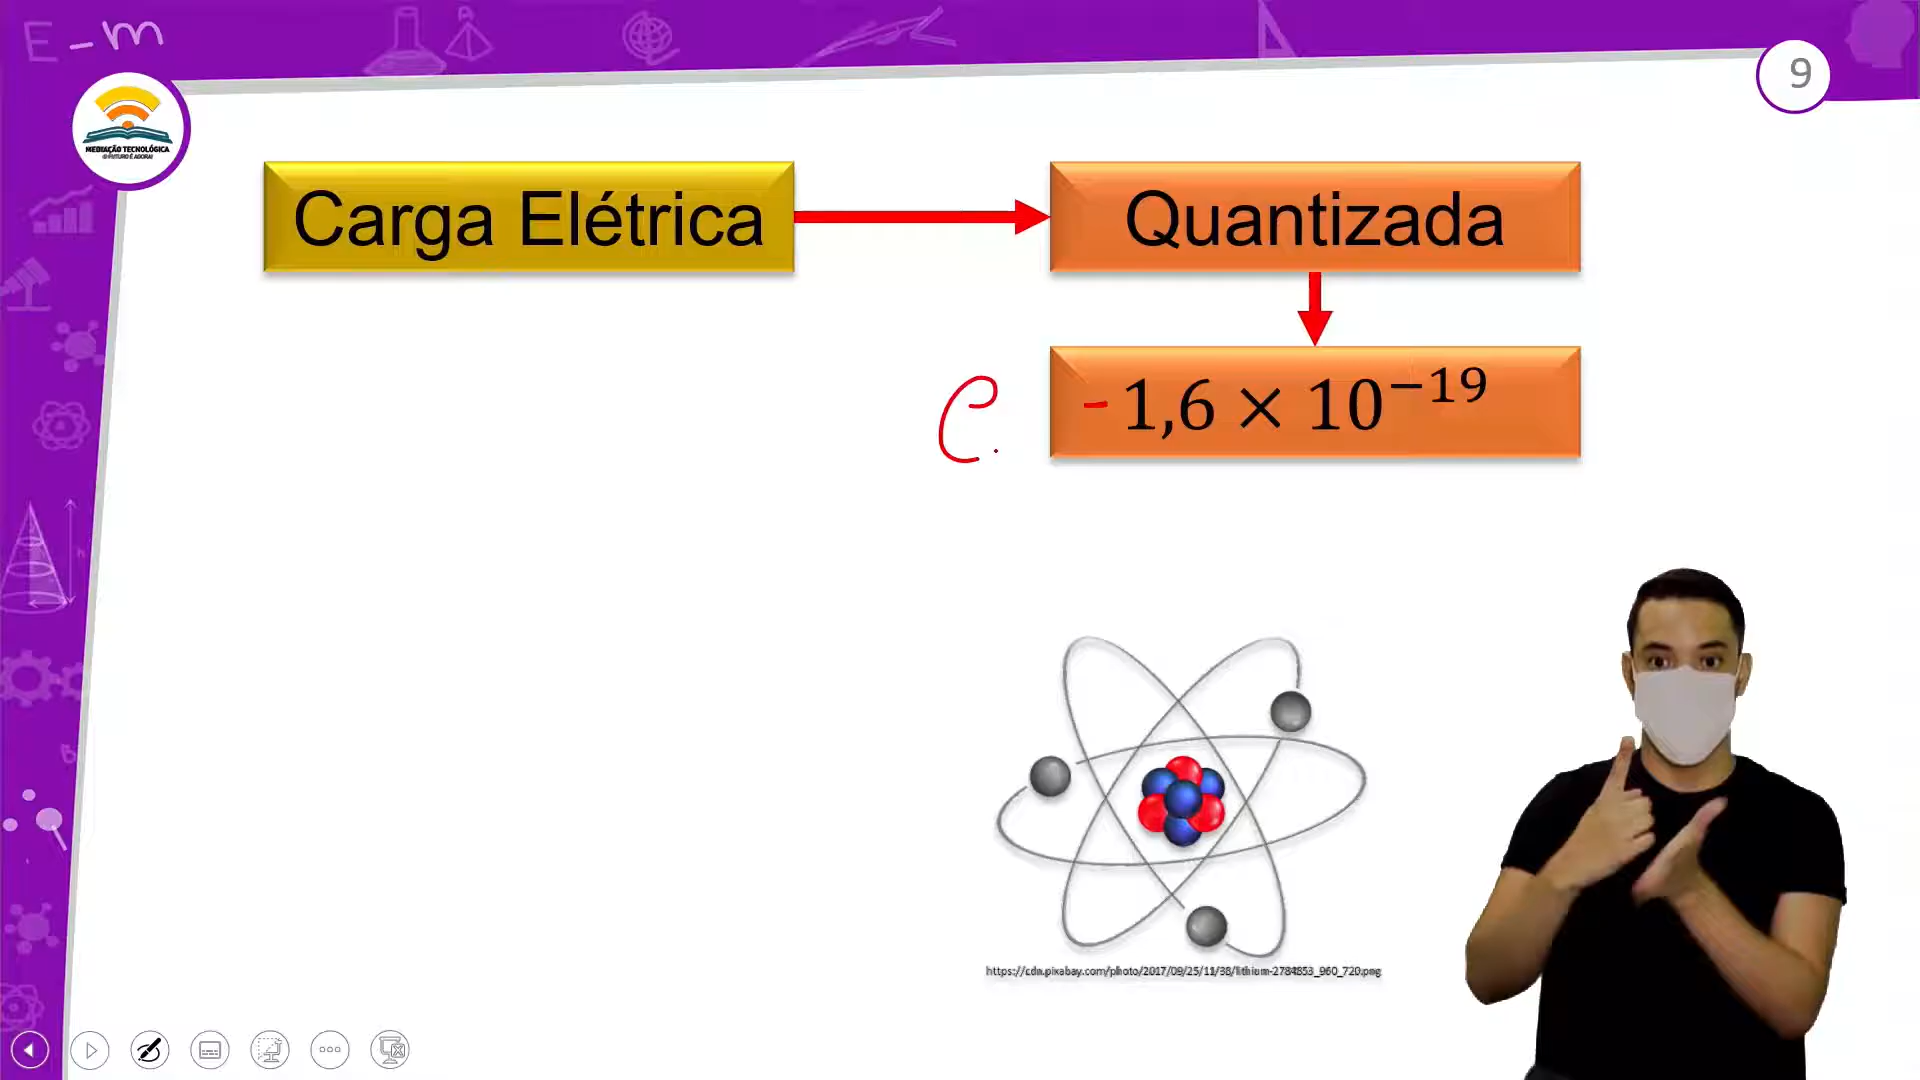 E - m
9
MEDIAÇÃO TECNOLÓGICA
O FUTURO É AGORA!
Carga Elétrica
Quantizada
C. - 1,6 × 10⁻¹⁹
https://cdn.pixabay.com/photo/2017/09/25/11/38/lithium-2784853_960_720.png